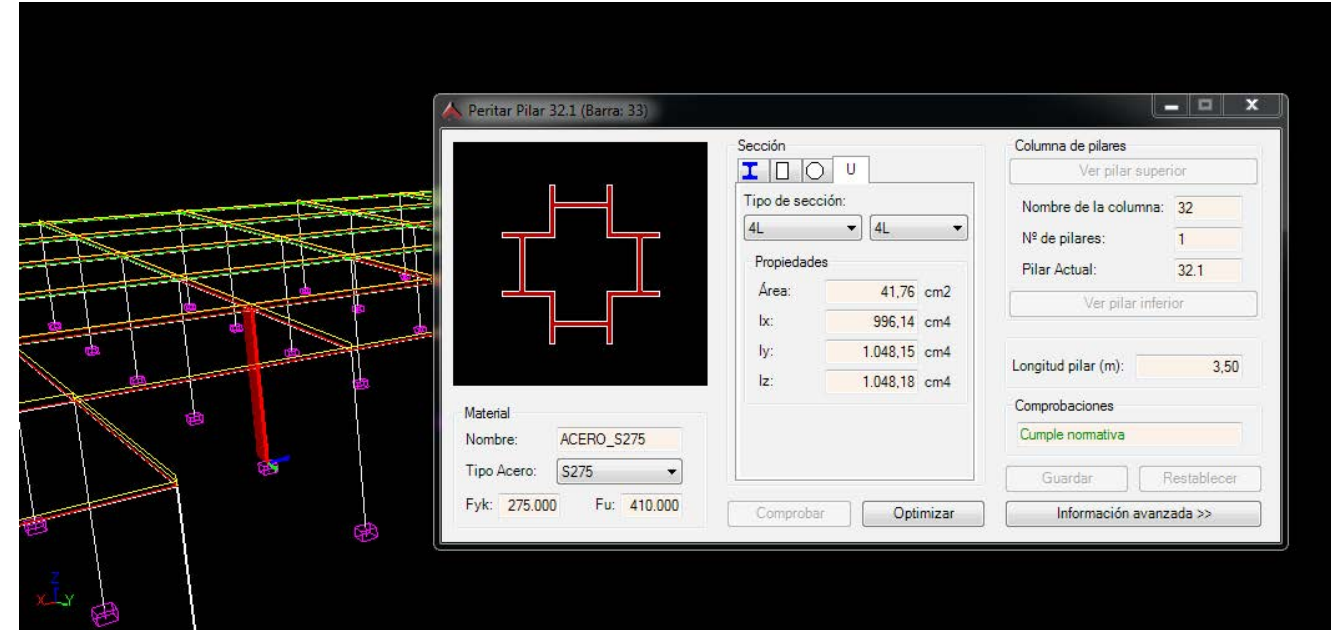 Peritar Pilar 32.1 (Barra: 33)
Sección
U
Tipo de sección:
4L 4L
Propiedades
Área: 41,76 cm2
Ix: 996,14 cm4
Iy: 1.048,15 cm4
Iz: 1.048,18 cm4
Material
Nombre: ACERO_S275
Tipo Acero: S275
Fyk: 275.000 Fu: 410.000
Comprobar Optimizar
Columna de pilares
Ver pilar superior
Nombre de la columna: 32
Nº de pilares: 1
Pilar Actual: 32.1
Ver pilar inferior
Longitud pilar (m): 3,50
Comprobaciones
Cumple normativa
Guardar Restablecer
Información avanzada >>
Z
X Y